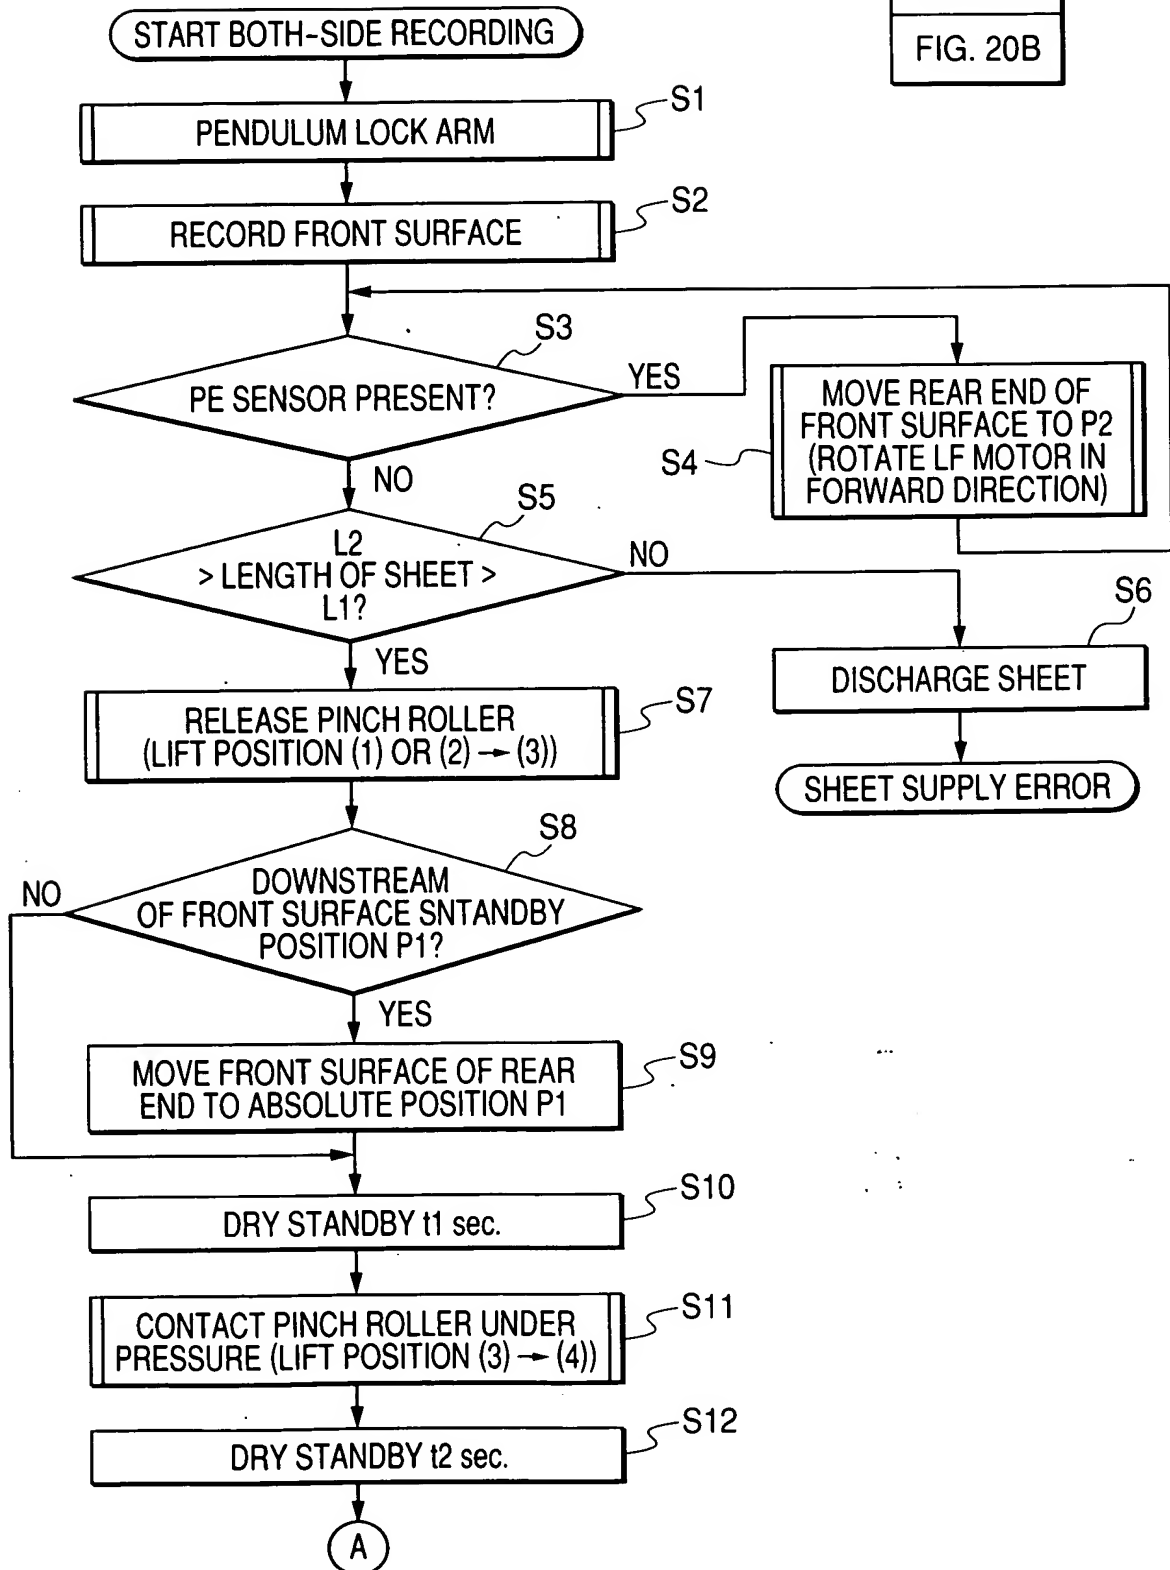 START BOTH-SIDE RECORDING
FIG. 20B
S1
PENDULUM LOCK ARM
S2
RECORD FRONT SURFACE
S3
PE SENSOR PRESENT?
YES
NO
S4
MOVE REAR END OF
FRONT SURFACE TO P2
(ROTATE LF MOTOR IN
FORWARD DIRECTION)
S5
L2
> LENGTH OF SHEET >
L1?
NO
YES
S6
DISCHARGE SHEET
SHEET SUPPLY ERROR
S7
RELEASE PINCH ROLLER
(LIFT POSITION (1) OR (2) → (3))
S8
DOWNSTREAM
OF FRONT SURFACE SNTANDBY
POSITION P1?
NO
YES
S9
MOVE FRONT SURFACE OF REAR
END TO ABSOLUTE POSITION P1
S10
DRY STANDBY t1 sec.
S11
CONTACT PINCH ROLLER UNDER
PRESSURE (LIFT POSITION (3) → (4))
S12
DRY STANDBY t2 sec.
A